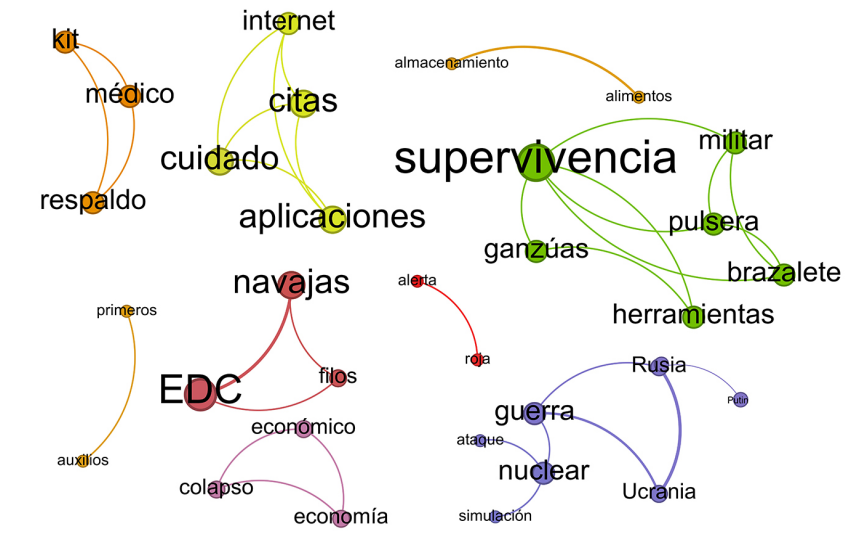 kit
médico
respaldo
internet
citas
cuidado
aplicaciones
almacenamiento
alimentos
supervivencia
militar
pulsera
ganzúas
brazalete
herramientas
navajas
EDC
filos
alerta
roja
primeros
auxilios
económico
colapso
economía
Rusia
Putin
guerra
ataque
nuclear
Ucrania
simulación